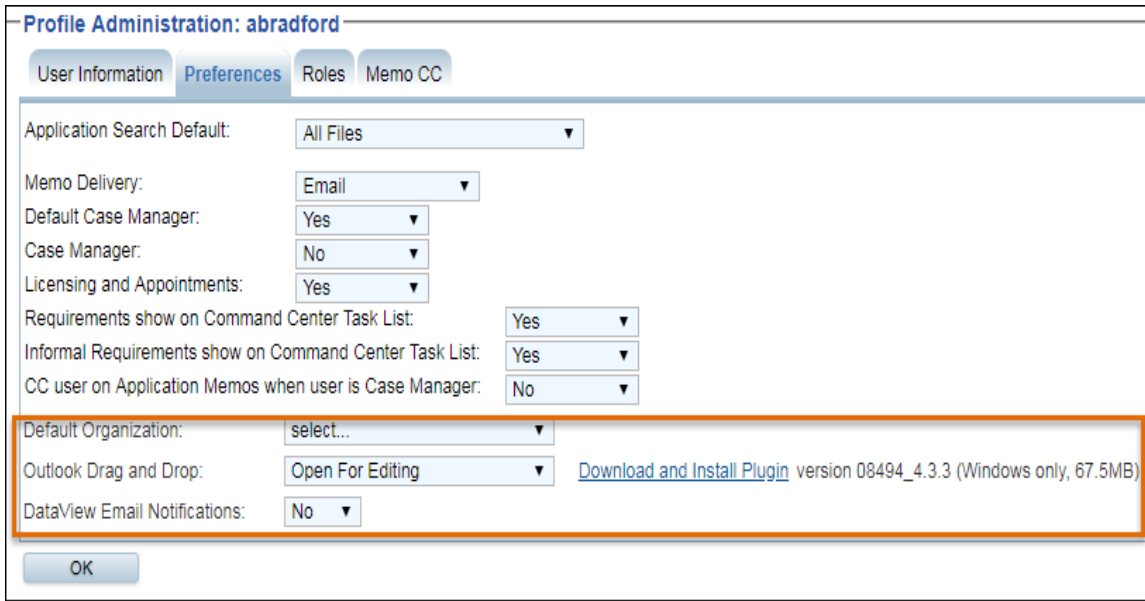 Profile Administration: abradford
User Information Preferences Roles Memo CC
Application Search Default: All Files
Memo Delivery: Email
Default Case Manager: Yes
Case Manager: No
Licensing and Appointments: Yes
Requirements show on Command Center Task List: Yes
Informal Requirements show on Command Center Task List: Yes
CC user on Application Memos when user is Case Manager: No
Default Organization: select...
Outlook Drag and Drop: Open For Editing Download and Install Plugin version 08494_4.3.3 (Windows only, 67.5MB)
DataView Email Notifications: No
OK